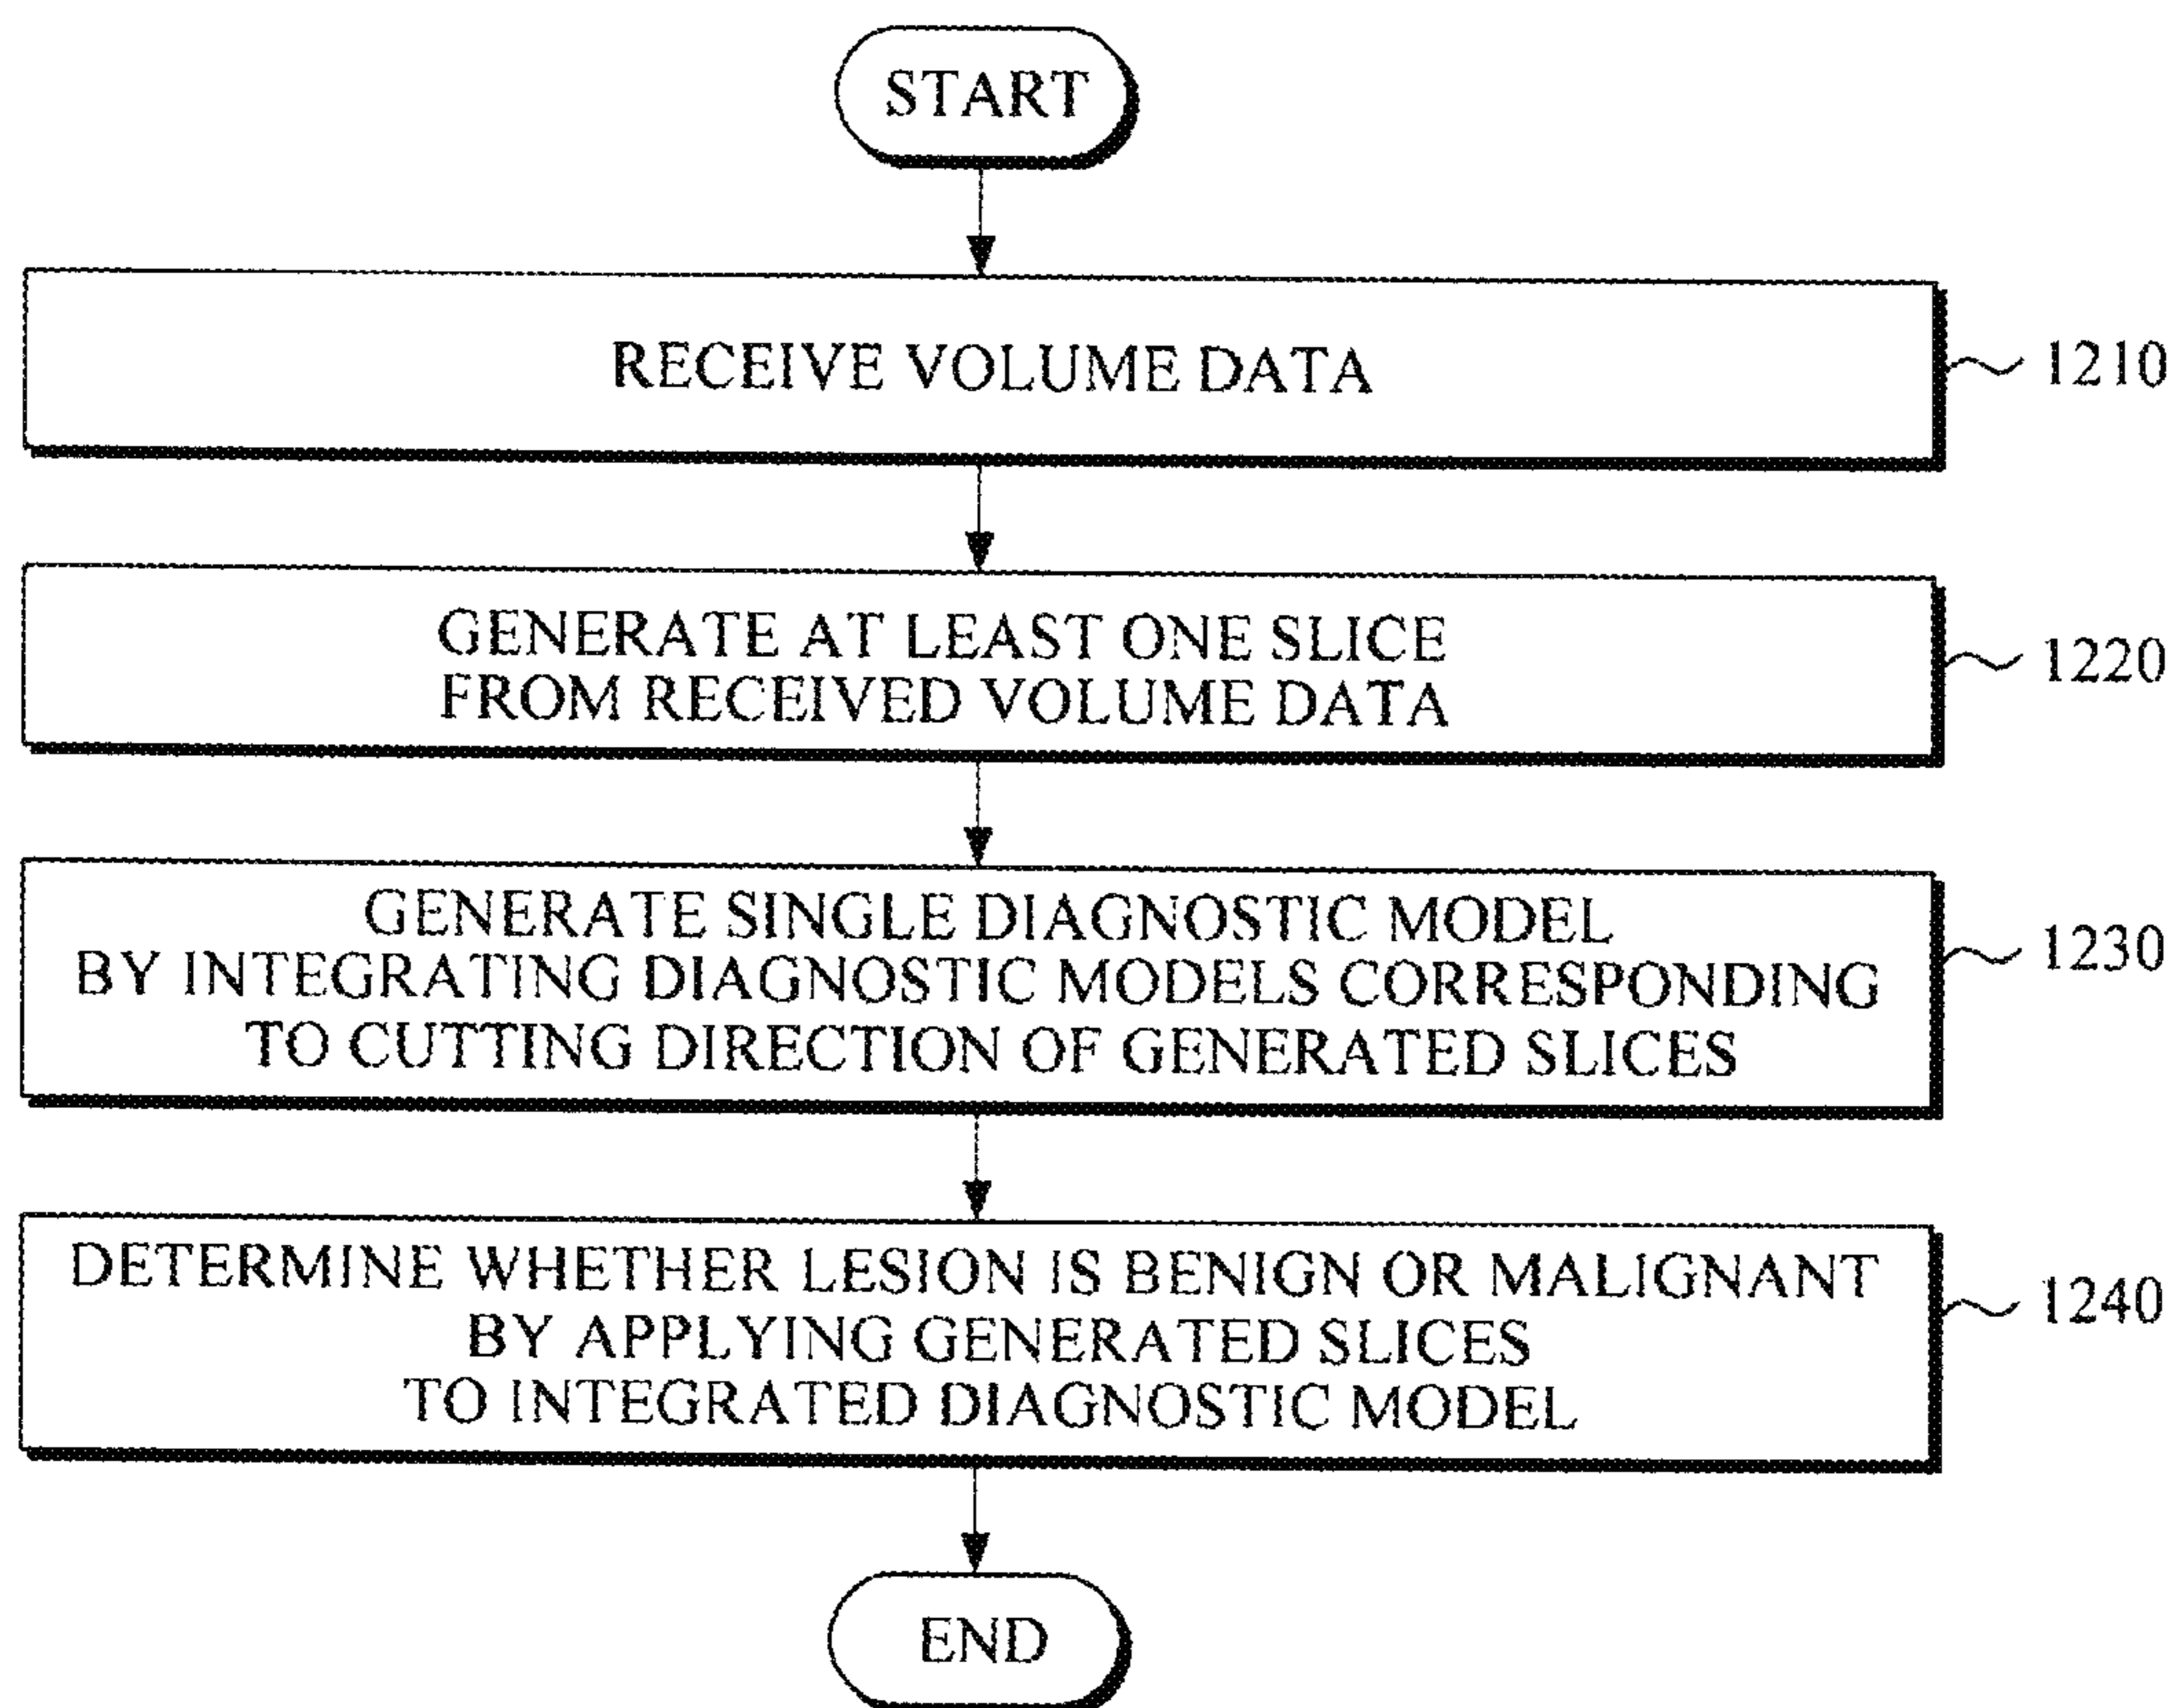 START
RECEIVE VOLUME DATA
1210
GENERATE AT LEAST ONE SLICE
FROM RECEIVED VOLUME DATA
1220
GENERATE SINGLE DIAGNOSTIC MODEL
BY INTEGRATING DIAGNOSTIC MODELS CORRESPONDING
TO CUTTING DIRECTION OF GENERATED SLICES
1230
DETERMINE WHETHER LESION IS BENIGN OR MALIGNANT
BY APPLYING GENERATED SLICES
TO INTEGRATED DIAGNOSTIC MODEL
1240
END